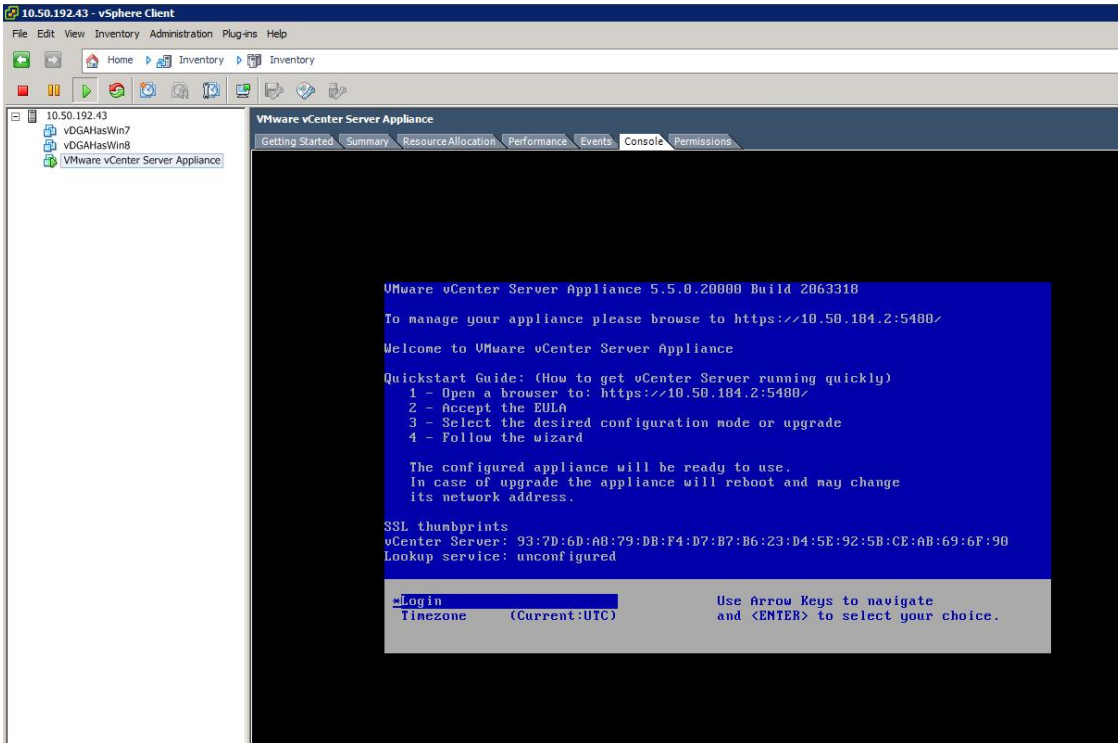 10.50.192.43 - vSphere Client
File Edit View Inventory Administration Plug-ins Help
Home Inventory Inventory
10.50.192.43
vDGAHasWin7
vDGAHasWin8
VMware vCenter Server Appliance
VMware vCenter Server Appliance
Getting Started Summary Resource Allocation Performance Events Console Permissions
VMware vCenter Server Appliance 5.5.0.20000 Build 2063318
To manage your appliance please browse to https://10.50.184.2:5480/
Welcome to VMware vCenter Server Appliance
Quickstart Guide: (How to get vCenter Server running quickly)
1 - Open a browser to: https://10.50.184.2:5480/
2 - Accept the EULA
3 - Select the desired configuration mode or upgrade
4 - Follow the wizard
The configured appliance will be ready to use.
In case of upgrade the appliance will reboot and may change
its network address.
SSL thumbprints
vCenter Server: 93:7D:6D:A8:79:DB:F4:D7:B7:B6:23:D4:5E:92:5B:CE:AB:69:6F:90
Lookup service: unconfigured
*Login Use Arrow Keys to navigate
Timezone (Current:UTC) and <ENTER> to select your choice.